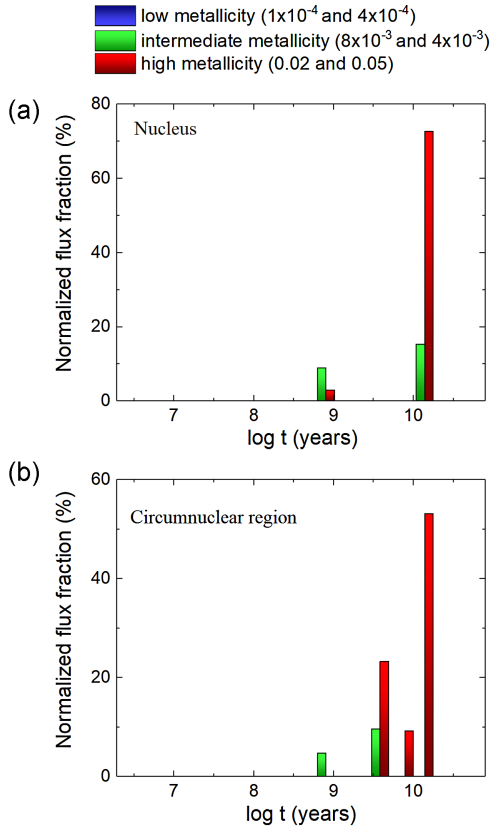 low metallicity (1x10⁻⁴ and 4x10⁻⁴)
intermediate metallicity (8x10⁻³ and 4x10⁻³)
high metallicity (0.02 and 0.05)
(a)
Nucleus
Normalized flux fraction (%)
80
60
40
20
0
7 8 9 10
log t (years)
(b)
Circumnuclear region
Normalized flux fraction (%)
60
40
20
0
7 8 9 10
log t (years)